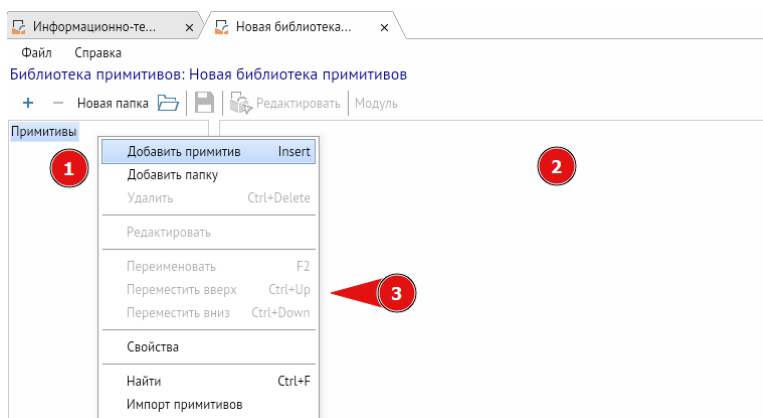 Информационно-те... x Новая библиотека... x
Файл Справка
Библиотека примитивов: Новая библиотека примитивов
+ − Новая папка Редактировать Модуль
Примитивы
1
2
Добавить примитив Insert
Добавить папку
Удалить Ctrl+Delete
Редактировать
Переименовать F2
Переместить вверх Ctrl+Up
Переместить вниз Ctrl+Down
3
Свойства
Найти Ctrl+F
Импорт примитивов